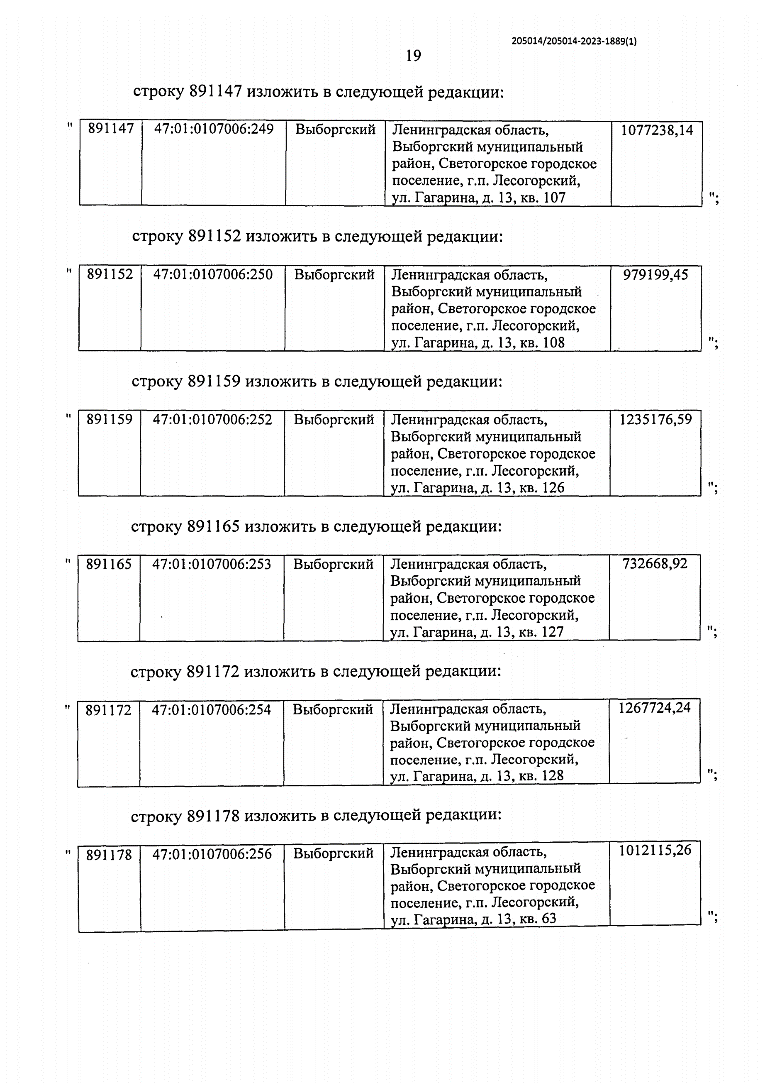 205014/205014-2023-1889(1)
19
строку 891147 изложить в следующей редакции:
" 891147 47:01:0107006:249 Выборгский Ленинградская область, 1077238,14
Выборгский муниципальный
район, Светогорское городское
поселение, г.п. Лесогорский,
ул. Гагарина, д. 13, кв. 107 ";
строку 891152 изложить в следующей редакции:
" 891152 47:01:0107006:250 Выборгский Ленинградская область, 979199,45
Выборгский муниципальный
район, Светогорское городское
поселение, г.п. Лесогорский,
ул. Гагарина, д. 13, кв. 108 ";
строку 891159 изложить в следующей редакции:
" 891159 47:01:0107006:252 Выборгский Ленинградская область, 1235176,59
Выборгский муниципальный
район, Светогорское городское
поселение, г.п. Лесогорский,
ул. Гагарина, д. 13, кв. 126 ";
строку 891165 изложить в следующей редакции:
" 891165 47:01:0107006:253 Выборгский Ленинградская область, 732668,92
Выборгский муниципальный
район, Светогорское городское
поселение, г.п. Лесогорский,
ул. Гагарина, д. 13, кв. 127 ";
строку 891172 изложить в следующей редакции:
" 891172 47:01:0107006:254 Выборгский Ленинградская область, 1267724,24
Выборгский муниципальный
район, Светогорское городское
поселение, г.п. Лесогорский,
ул. Гагарина, д. 13, кв. 128 ";
строку 891178 изложить в следующей редакции:
" 891178 47:01:0107006:256 Выборгский Ленинградская область, 1012115,26
Выборгский муниципальный
район, Светогорское городское
поселение, г.п. Лесогорский,
ул. Гагарина, д. 13, кв. 63 ";